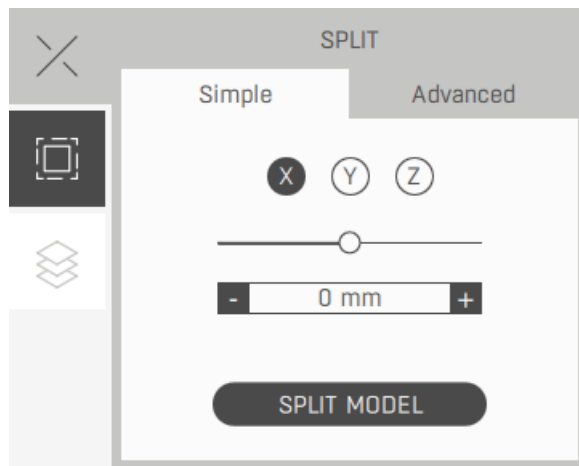 SPLIT
Simple Advanced
X Y Z
- 0 mm +
SPLIT MODEL